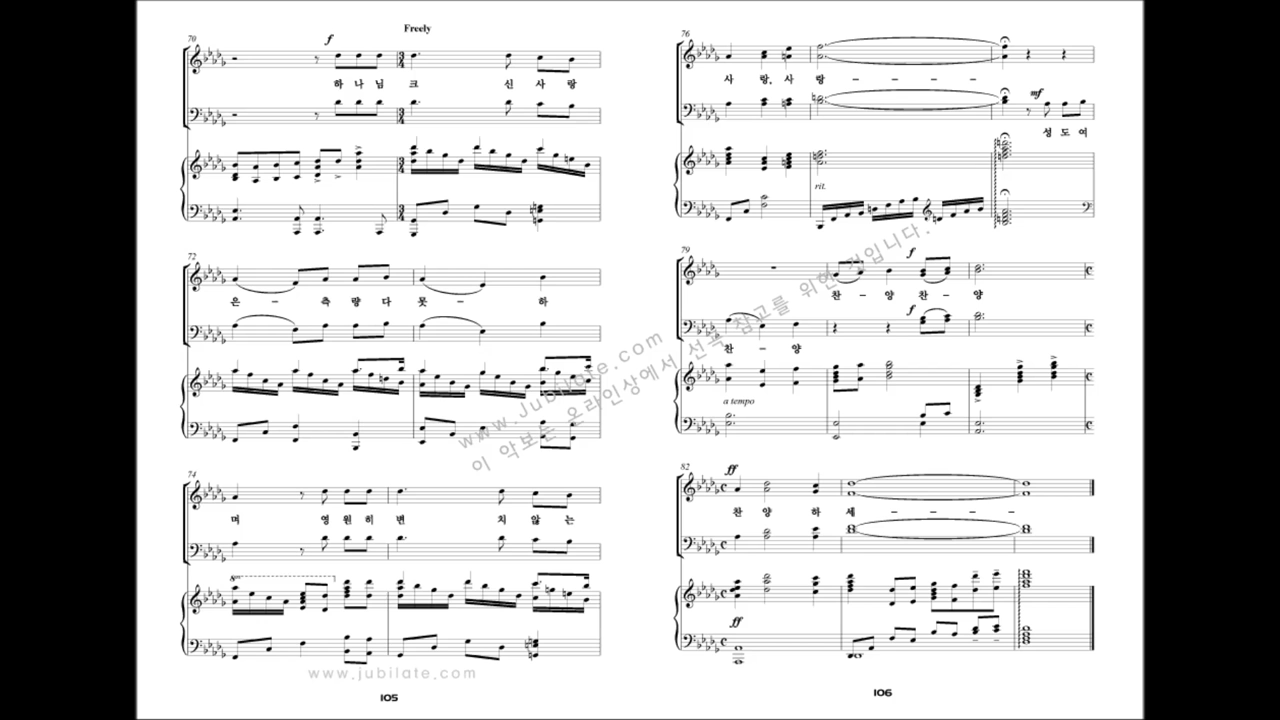 Freely
70
f
하 나 님 크 신 사 랑
72
은 - 측 량 다 못 - 하
74
며 영 원 히 변 치 않 는
8va
www.jubilate.com
105
76
사 랑, 사 랑 - - - -
mf
성 도 여
rit.
79
f
찬 - 양 찬 - 양
f
찬 - 양
a tempo
82
ff
찬 양 하 세 - - - -
ff
106
www.Jubilate.com
이 악보는 온라인상에서 선곡 참고를 위한 것입니다.